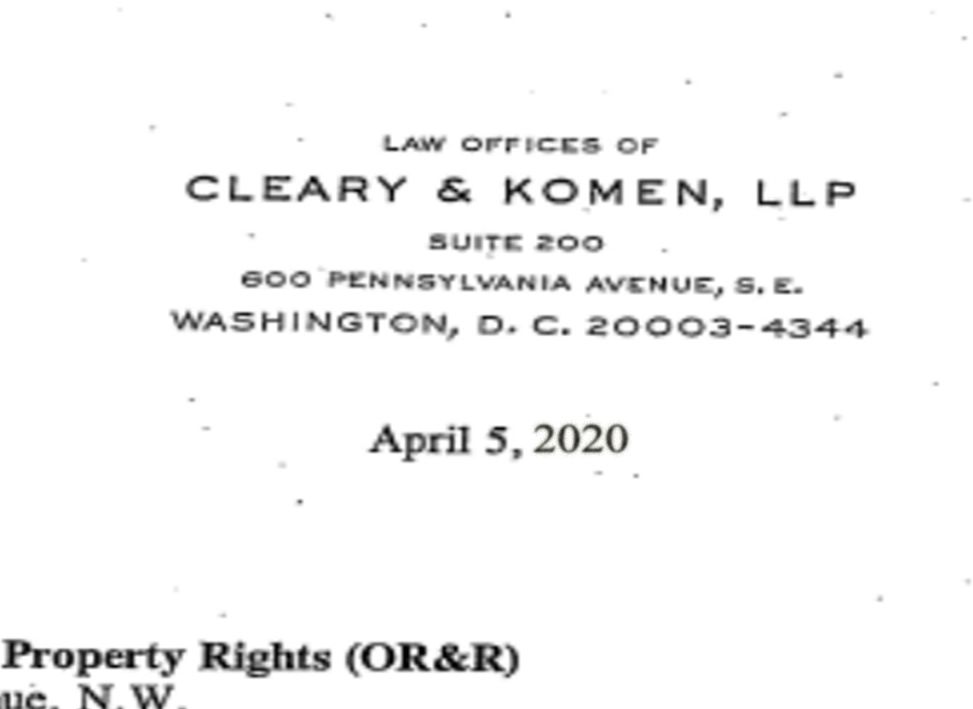 LAW OFFICES OF
CLEARY & KOMEN, LLP
SUITE 200
600 PENNSYLVANIA AVENUE, S. E.
WASHINGTON, D. C. 20003-4344
April 5, 2020
Property Rights (OR&R)
ue, N.W.